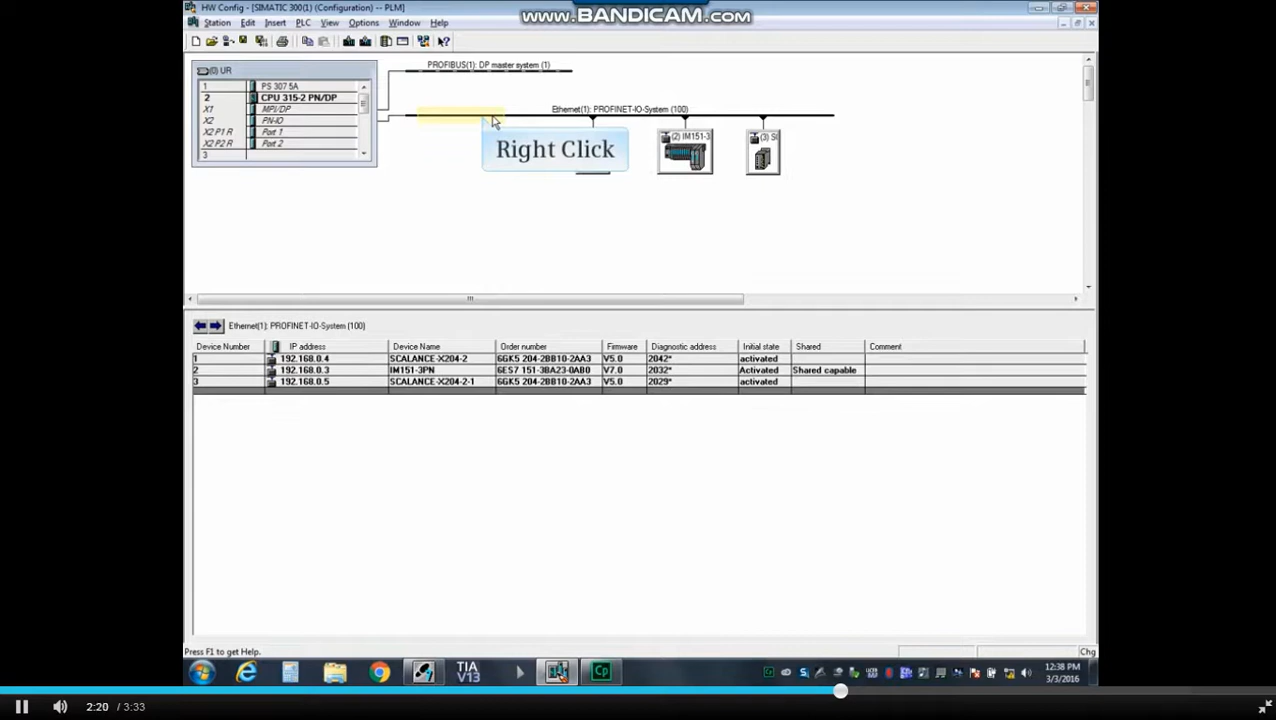 HW Config - [SIMATIC 300(1) (Configuration) -- PLM]
www.BANDICAM.com
Station Edit Insert PLC View Options Window Help
(0) UR
1 PS 307 5A
2 CPU 315-2 PN/DP
X1 MPI/DP
X2 PN-IO
X2 P1 R Port 1
X2 P2 R Port 2
3
PROFIBUS(1): DP master system (1)
Ethernet(1): PROFINET-IO-System (100)
Right Click
(2) IM151-3
(3) S
Ethernet(1): PROFINET-IO-System (100)
Device Number IP address Device Name Order number Firmware Diagnostic address Initial state Shared Comment
1 192.168.0.4 SCALANCE-X204-2 6GK5 204-2BB10-2AA3 V5.0 2042* activated
2 192.168.0.3 IM151-3PN 6ES7 151-3BA23-0AB0 V7.0 2032* Activated Shared capable
3 192.168.0.5 SCALANCE-X204-2-1 6GK5 204-2BB10-2AA3 V5.0 2029* activated
Press F1 to get Help.
Chg
TIA
V13
Cp
12:38 PM
3/3/2016
2:20 / 3:33